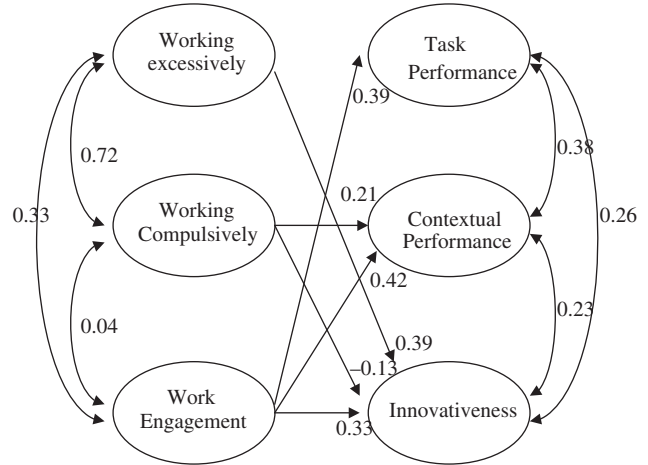 Working
excessively
Task
Performance
0.39
0.72
0.38
0.33
0.21
Working
Compulsively
Contextual
Performance
0.26
0.42
0.04
0.23
0.39
–0.13
Work
Engagement
0.33
Innovativeness